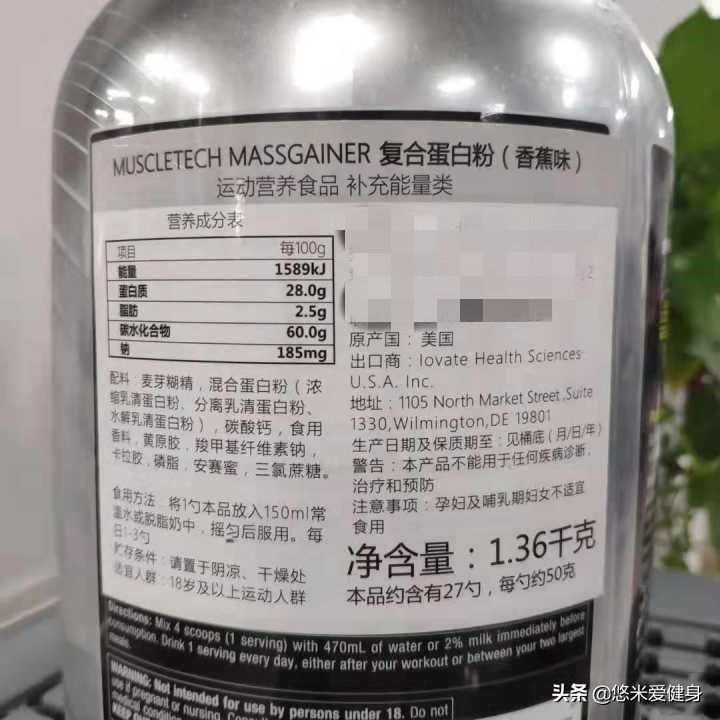 MUSCLETECH MASSGAINER 复合蛋白粉（香蕉味）
运动营养食品 补充能量类
营养成分表
项目 每100g
能量 1589kJ
蛋白质 28.0g
脂肪 2.5g
碳水化合物 60.0g
钠 185mg
配料：麦芽糊精，混合蛋白粉（浓
缩乳清蛋白粉、分离乳清蛋白粉、
水解乳清蛋白粉），碳酸钙，食用
香料，黄原胶，羧甲基纤维素钠，
卡拉胶，磷脂，安赛蜜，三氯蔗糖。
食用方法：将1勺本品放入150ml常
温水或脱脂奶中，摇匀后服用。每
日1-3勺
贮存条件：请置于阴凉、干燥处
适宜人群：18岁及以上运动人群
原产国：美国
出口商：Iovate Health Sciences
U.S.A. Inc.
地址：1105 North Market Street ,Suite
1330,Wilmington,DE 19801
生产日期及保质期至：见桶底（月/日/年）
警告：本产品不能用于任何疾病诊断，
治疗和预防
注意事项：孕妇及哺乳期妇女不适宜
食用
净含量：1.36千克
本品约含有27勺，每勺约50克
Directions: Mix 4 scoops (1 serving) with 470mL of water or 2% milk immediately before
consumption. Drink 1 serving every day, either after your workout or between your two largest
meals.
WARNING: Not intended for use by persons under 18. Do not
use if pregnant or nursing.
medical condition
KEEP
头条 @悠米爱健身